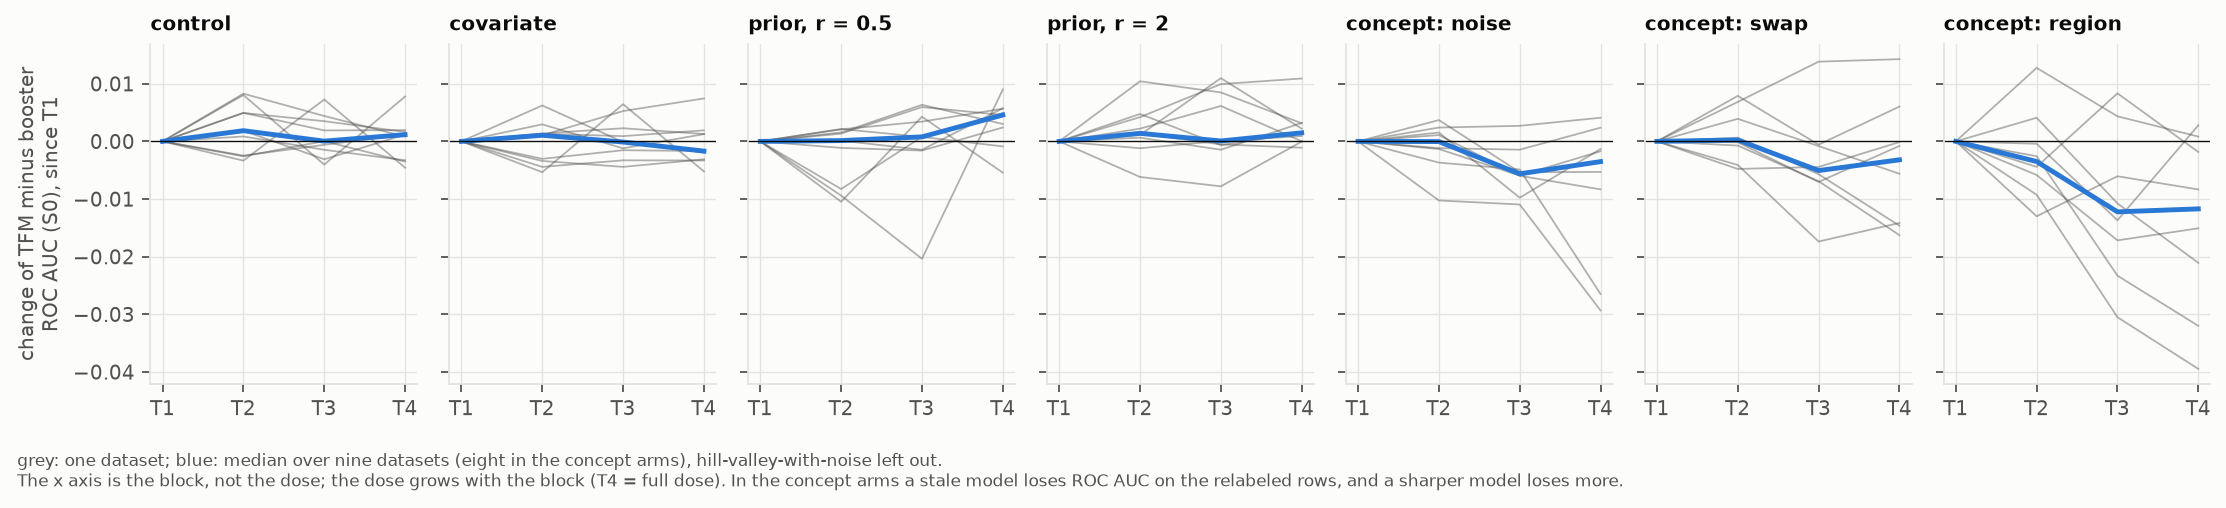 control
covariate
prior, r = 0.5
prior, r = 2
concept: noise
concept: swap
concept: region
change of TFM minus booster
ROC AUC (S0), since T1
0.01
0.00
−0.01
−0.02
−0.03
−0.04
T1 T2 T3 T4
T1 T2 T3 T4
T1 T2 T3 T4
T1 T2 T3 T4
T1 T2 T3 T4
T1 T2 T3 T4
T1 T2 T3 T4
grey: one dataset; blue: median over nine datasets (eight in the concept arms), hill-valley-with-noise left out.
The x axis is the block, not the dose; the dose grows with the block (T4 = full dose). In the concept arms a stale model loses ROC AUC on the relabeled rows, and a sharper model loses more.